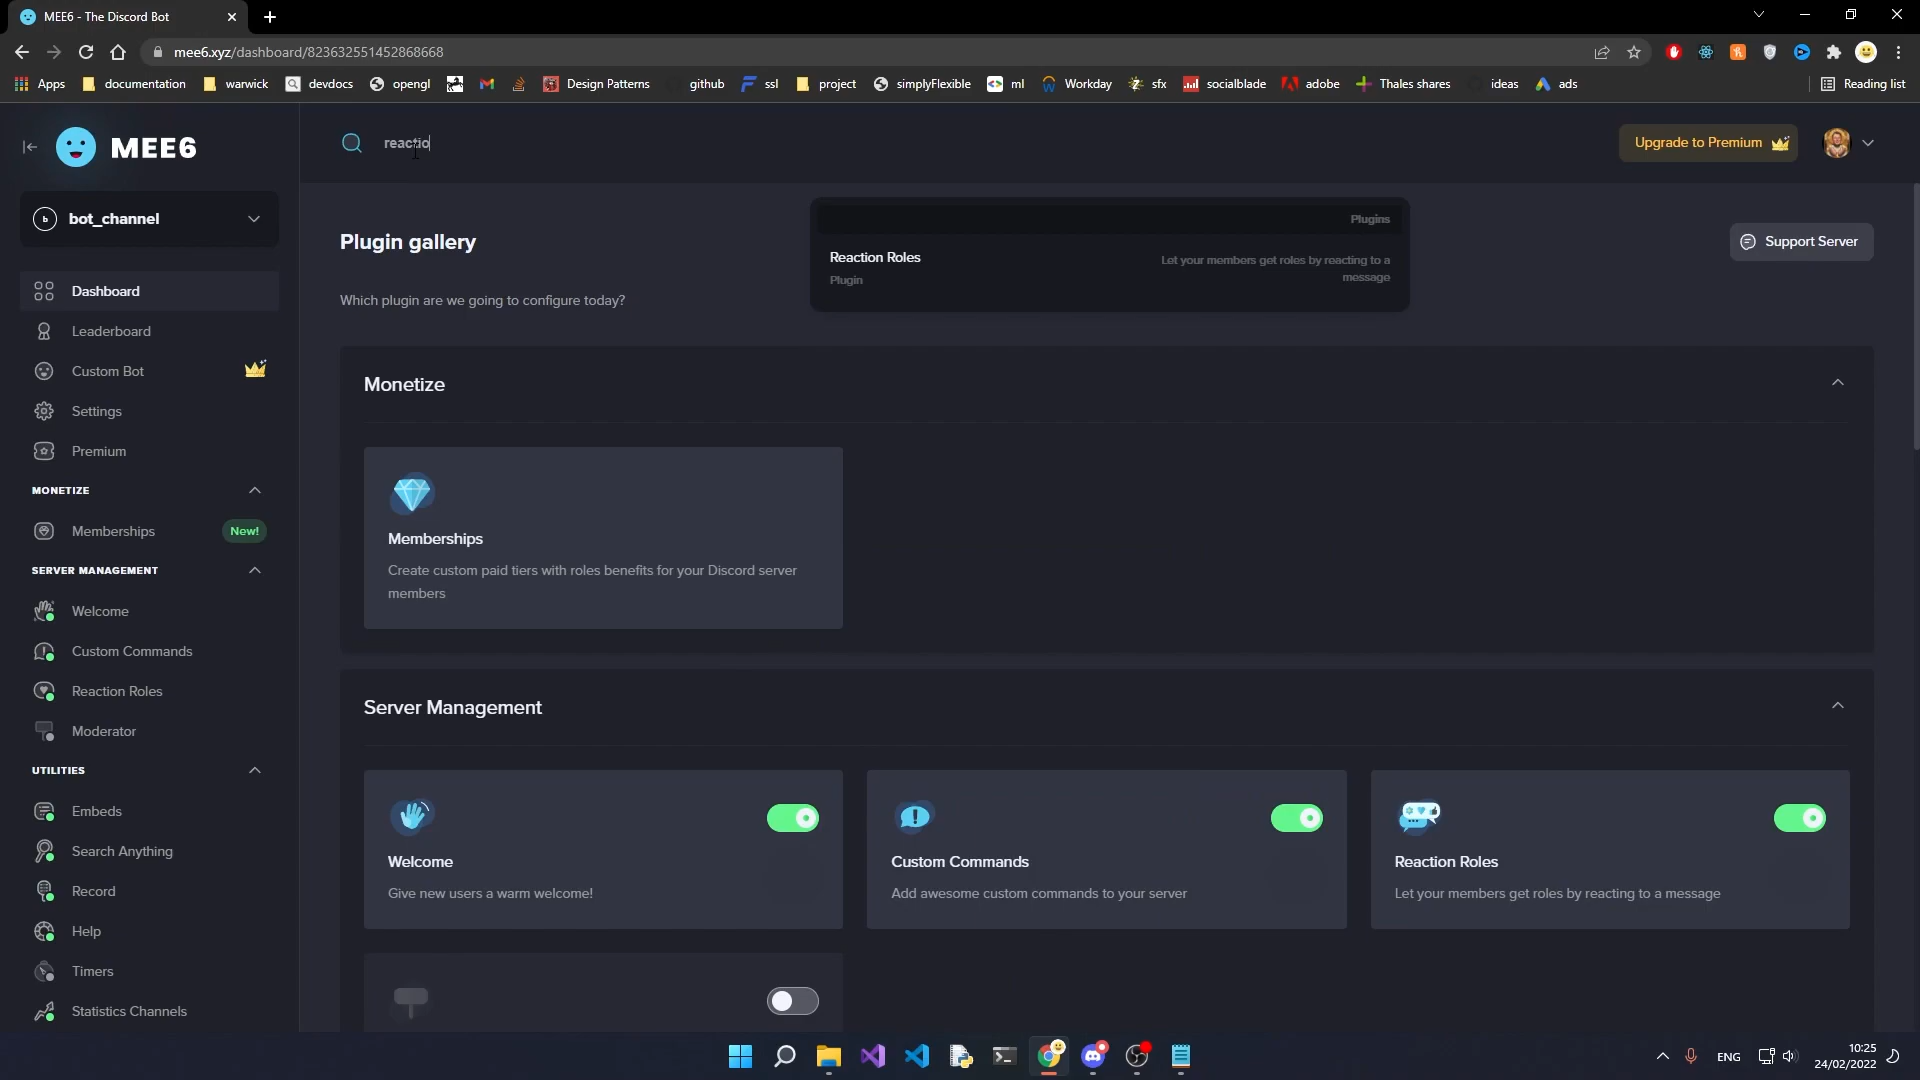 MEE6 - The Discord Bot
mee6.xyz/dashboard/823632551452868668
Apps
documentation
warwick
devdocs
opengl
Design Patterns
github
ssl
project
simplyFlexible
ml
Workday
sfx
socialblade
adobe
Thales shares
ideas
ads
Reading list
MEE6
reactio
Upgrade to Premium
b
bot_channel
Dashboard
Leaderboard
Custom Bot
Settings
Premium
MONETIZE
Memberships
New!
SERVER MANAGEMENT
Welcome
Custom Commands
Reaction Roles
Moderator
UTILITIES
Embeds
Search Anything
Record
Help
Timers
Statistics Channels
Plugin gallery
Which plugin are we going to configure today?
Plugins
Reaction Roles
Plugin
Let your members get roles by reacting to a
message
Support Server
Monetize
Memberships
Create custom paid tiers with roles benefits for your Discord server
members
Server Management
Welcome
Give new users a warm welcome!
Custom Commands
Add awesome custom commands to your server
Reaction Roles
Let your members get roles by reacting to a message
ENG
10:25
24/02/2022